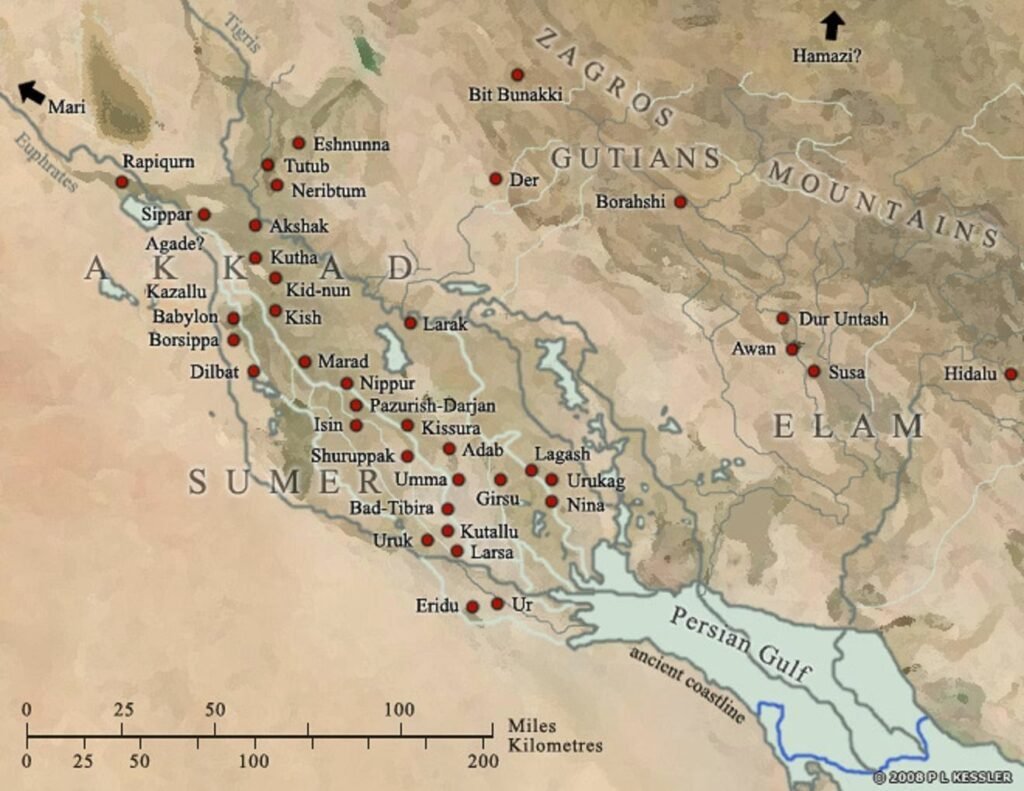 Tigris
ZAGROS
Hamazi?
Bit Bunakki
Mari
Euphrates
Eshnunna
GUTIANS
Rapiqurn
Tutub
MOUNTAINS
Der
Neribtum
Borahshi
Sippar
Akshak
Agade?
Kutha
AKKAD
Kazallu
Kid-nun
Babylon
Kish
Larak
Dur Untash
Borsippa
Awan
Marad
Dilbat
Susa
Hidalu
Nippur
Pazurish-Darjan
Isin
Kissura
ELAM
Adab
Shuruppak
Lagash
SUMER
Umma
Urukag
Girsu
Nina
Bad-Tibira
Kutallu
Uruk
Larsa
Eridu
Ur
Persian Gulf
ancient coastline
0 25 50 100
Miles
Kilometres
0 25 50 100 200
© 2008 P L KESSLER